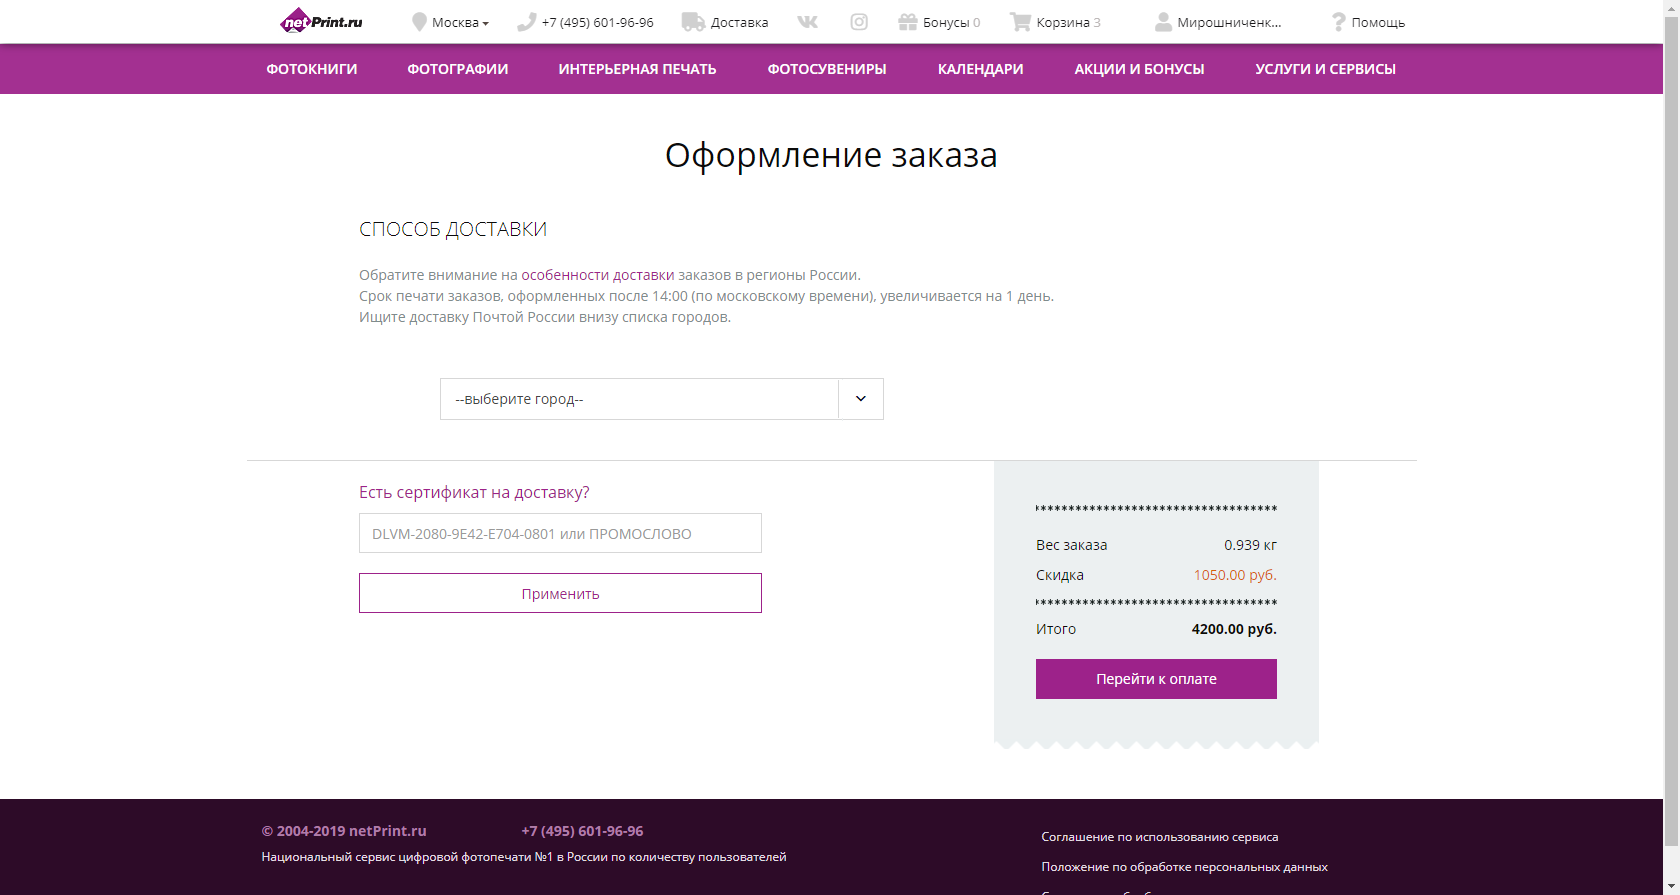 netPrint.ru
Москва
+7 (495) 601-96-96
Доставка
Бонусы 0
Корзина 3
Мирошниченк...
Помощь
ФОТОКНИГИ
ФОТОГРАФИИ
ИНТЕРЬЕРНАЯ ПЕЧАТЬ
ФОТОСУВЕНИРЫ
КАЛЕНДАРИ
АКЦИИ И БОНУСЫ
УСЛУГИ И СЕРВИСЫ
Оформление заказа
СПОСОБ ДОСТАВКИ
Обратите внимание на особенности доставки заказов в регионы России.
Срок печати заказов, оформленных после 14:00 (по московскому времени), увеличивается на 1 день.
Ищите доставку Почтой России внизу списка городов.
--выберите город--
Есть сертификат на доставку?
DLVM-2080-9E42-E704-0801 или ПРОМОСЛОВО
Применить
Вес заказа 0.939 кг
Скидка 1050.00 руб.
Итого 4200.00 руб.
Перейти к оплате
© 2004-2019 netPrint.ru
+7 (495) 601-96-96
Национальный сервис цифровой фотопечати №1 в России по количеству пользователей
Соглашение по использованию сервиса
Положение по обработке персональных данных